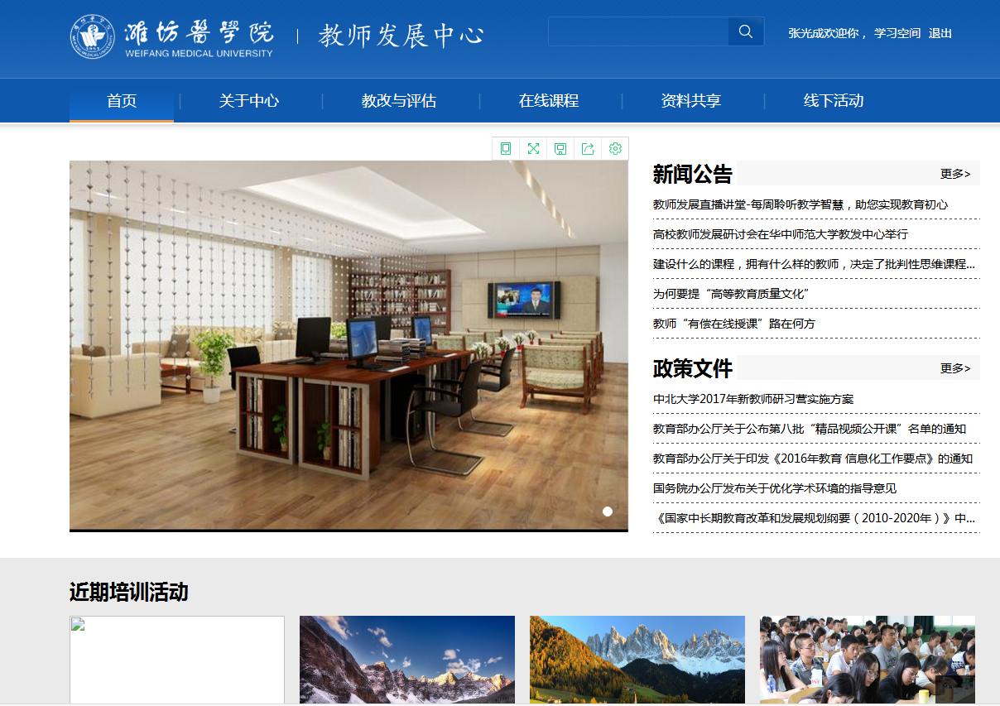 潍坊醫學院
WEIFANG MEDICAL UNIVERSITY
教师发展中心
张光成欢迎你， 学习空间 退出
首页
关于中心
教改与评估
在线课程
资料共享
线下活动
新闻公告
更多>
教师发展直播讲堂-每周聆听教学智慧，助您实现教育初心
高校教师发展研讨会在华中师范大学教发中心举行
建设什么的课程，拥有什么样的教师，决定了批判性思维课程...
为何要提“高等教育质量文化”
教师“有偿在线授课”路在何方
政策文件
更多>
中北大学2017年新教师研习营实施方案
教育部办公厅关于公布第八批“精品视频公开课”名单的通知
教育部办公厅关于印发《2016年教育 信息化工作要点》的通知
国务院办公厅发布关于优化学术环境的指导意见
《国家中长期教育改革和发展规划纲要（2010-2020年）》中...
近期培训活动